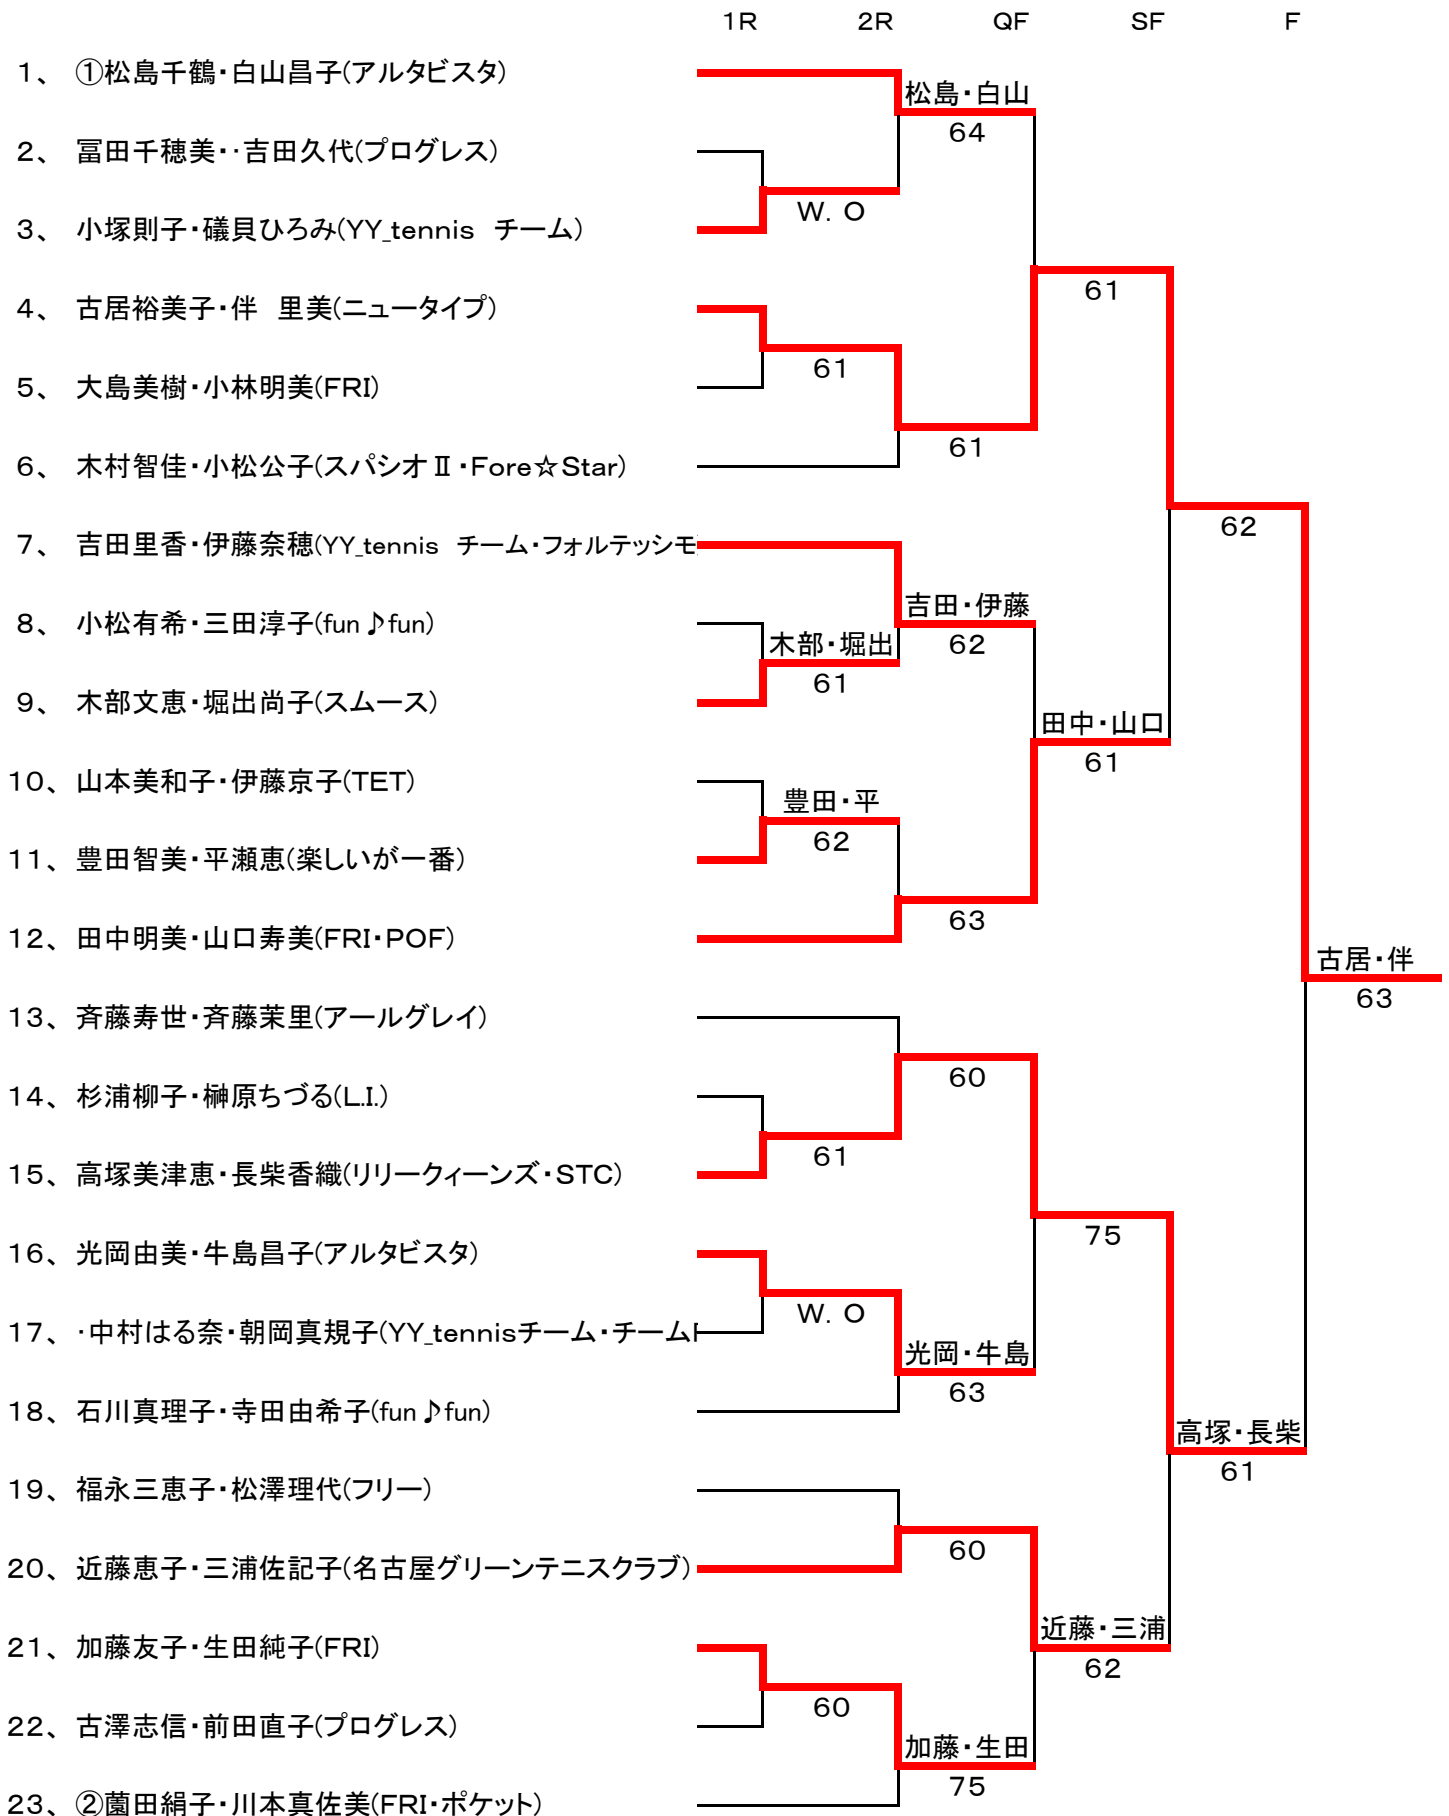 1R 2R QF SF F
1、 ①松島千鶴・白山昌子(アルタビスタ)
松島・白山
64
2、 冨田千穂美・・吉田久代(プログレス)
W. O
3、 小塚則子・礒貝ひろみ(YY_tennis チーム)
61
4、 古居裕美子・伴 里美(ニュータイプ)
61
5、 大島美樹・小林明美(FRI)
61
6、 木村智佳・小松公子(スパシオⅡ・Fore☆Star)
62
7、 吉田里香・伊藤奈穂(YY_tennis チーム・フォルテッシモ
吉田・伊藤
8、 小松有希・三田淳子(fun♪fun)
木部・堀出 62
61
9、 木部文恵・堀出尚子(スムース)
田中・山口
61
10、 山本美和子・伊藤京子(TET)
豊田・平
62
11、 豊田智美・平瀬恵(楽しいが一番)
63
12、 田中明美・山口寿美(FRI・POF)
古居・伴
63
13、 斉藤寿世・斉藤茉里(アールグレイ)
60
14、 杉浦柳子・榊原ちづる(L.I.)
61
15、 高塚美津恵・長柴香織(リリークィーンズ・STC)
75
16、 光岡由美・牛島昌子(アルタビスタ)
W. O
17、 ・中村はる奈・朝岡真規子(YY_tennisチーム・チーム
光岡・牛島
63
18、 石川真理子・寺田由希子(fun♪fun)
高塚・長柴
61
19、 福永三恵子・松澤理代(フリー)
60
20、 近藤恵子・三浦佐記子(名古屋グリーンテニスクラブ)
近藤・三浦
21、 加藤友子・生田純子(FRI)
62
60
22、 古澤志信・前田直子(プログレス)
加藤・生田
75
23、 ②薗田絹子・川本真佐美(FRI・ポケット)